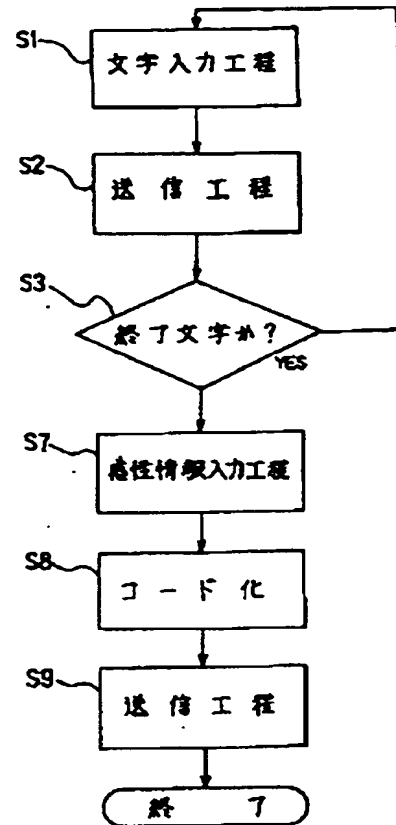 S1
文字入力工程
S2
送信工程
S3
終了文字か?
YES
S7
感性情報入力工程
S8
コード化
S9
送信工程
終了